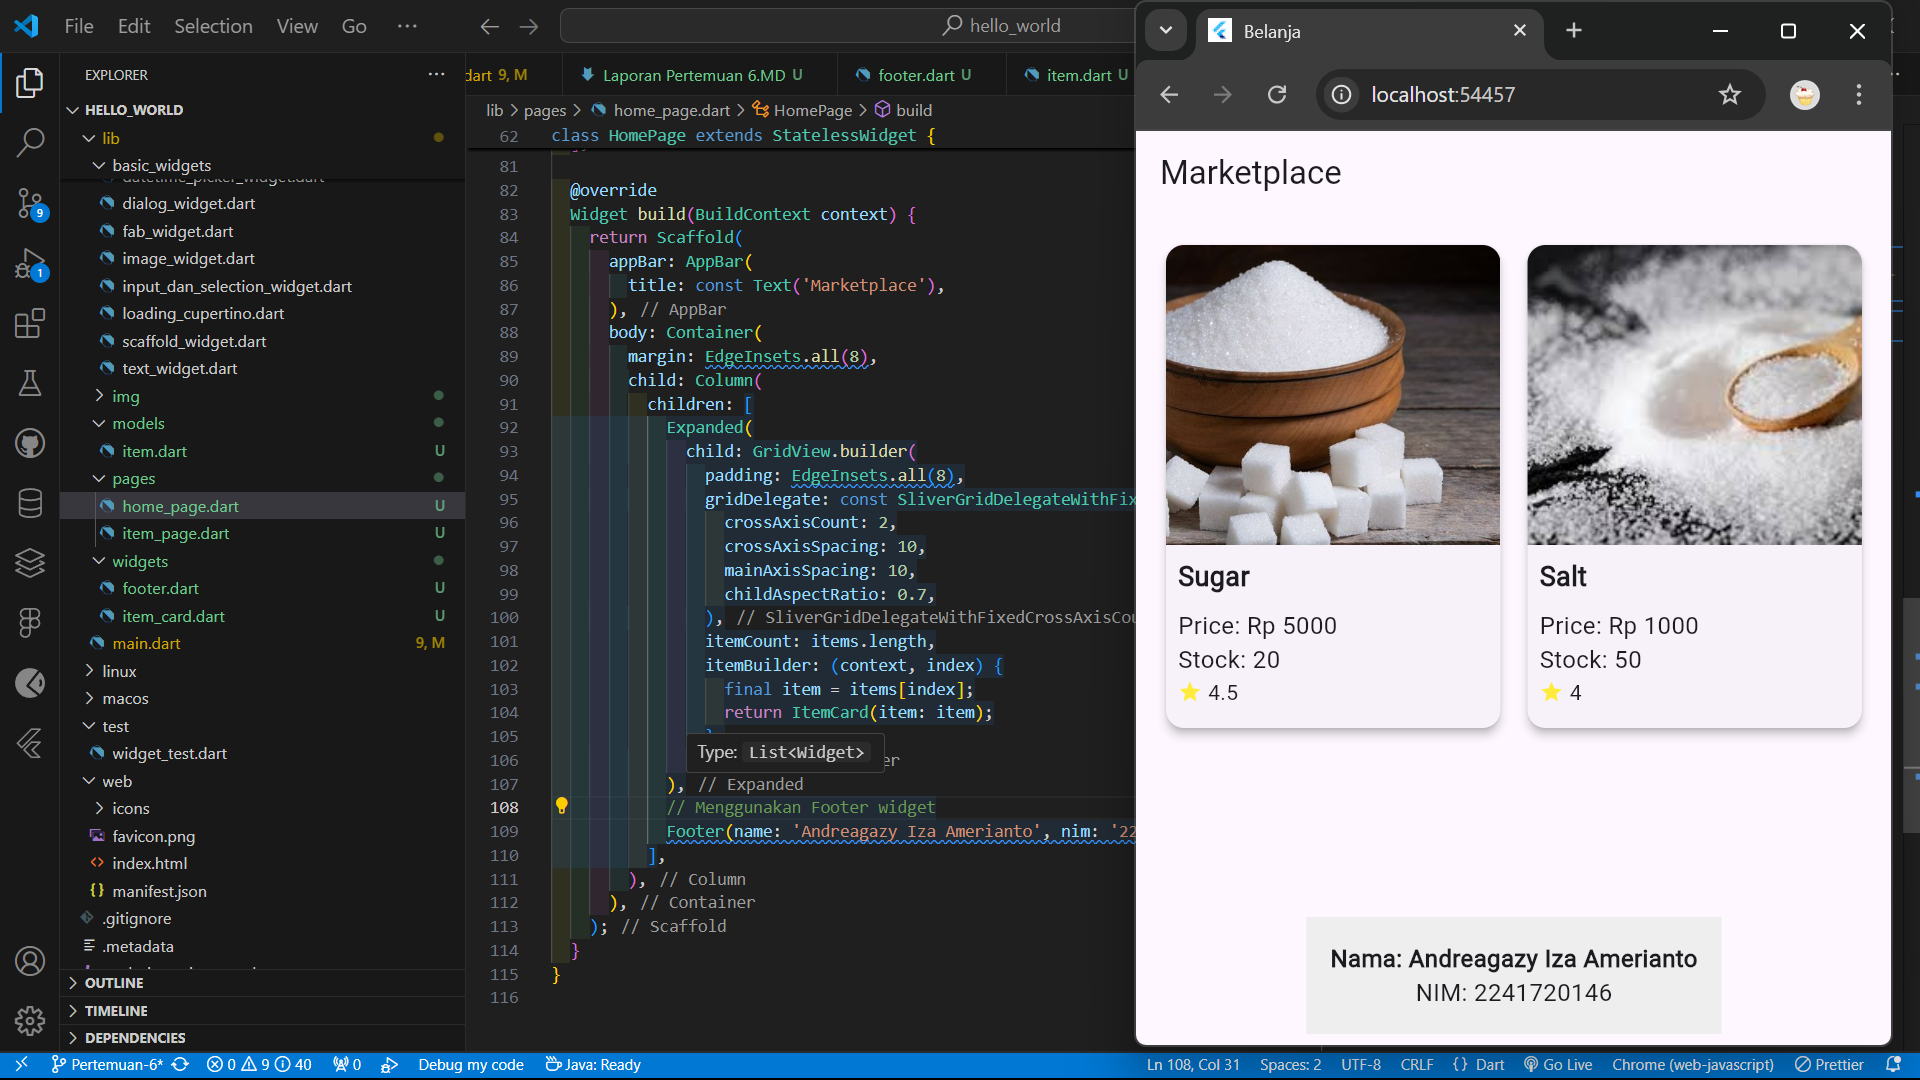 File Edit Selection View Go ···
hello_world
EXPLORER
HELLO_WORLD
lib
basic_widgets
dialog_widget.dart
fab_widget.dart
image_widget.dart
input_dan_selection_widget.dart
loading_cupertino.dart
scaffold_widget.dart
text_widget.dart
img
models
item.dart U
pages
home_page.dart U
item_page.dart U
widgets
footer.dart U
item_card.dart U
main.dart 9, M
linux
macos
test
widget_test.dart
web
icons
favicon.png
index.html
manifest.json
.gitignore
.metadata
OUTLINE
TIMELINE
DEPENDENCIES
9
1
dart 9, M
Laporan Pertemuan 6.MD U
footer.dart U
item.dart U
lib > pages > home_page.dart > HomePage > build
62 class HomePage extends StatelessWidget {
81
82 @override
83 Widget build(BuildContext context) {
84 return Scaffold(
85 appBar: AppBar(
86 title: const Text('Marketplace'),
87 ), // AppBar
88 body: Container(
89 margin: EdgeInsets.all(8),
90 child: Column(
91 children: [
92 Expanded(
93 child: GridView.builder(
94 padding: EdgeInsets.all(8),
95 gridDelegate: const SliverGridDelegateWithFix
96 crossAxisCount: 2,
97 crossAxisSpacing: 10,
98 mainAxisSpacing: 10,
99 childAspectRatio: 0.7,
100 ), // SliverGridDelegateWithFixedCrossAxisCou
101 itemCount: items.length,
102 itemBuilder: (context, index) {
103 final item = items[index];
104 return ItemCard(item: item);
105
Type: List<Widget>
106 er
107 ), // Expanded
108 // Menggunakan Footer widget
109 Footer(name: 'Andreagazy Iza Amerianto', nim: '22
110 ],
111 ), // Column
112 ), // Container
113 ); // Scaffold
114 }
115 }
116
Belanja
localhost:54457
Marketplace
Sugar
Price: Rp 5000
Stock: 20
4.5
Salt
Price: Rp 1000
Stock: 50
4
Nama: Andreagazy Iza Amerianto
NIM: 2241720146
Pertemuan-6* 0 9 40 0 Debug my code Java: Ready
Ln 108, Col 31 Spaces: 2 UTF-8 CRLF {} Dart Go Live Chrome (web-javascript) Prettier